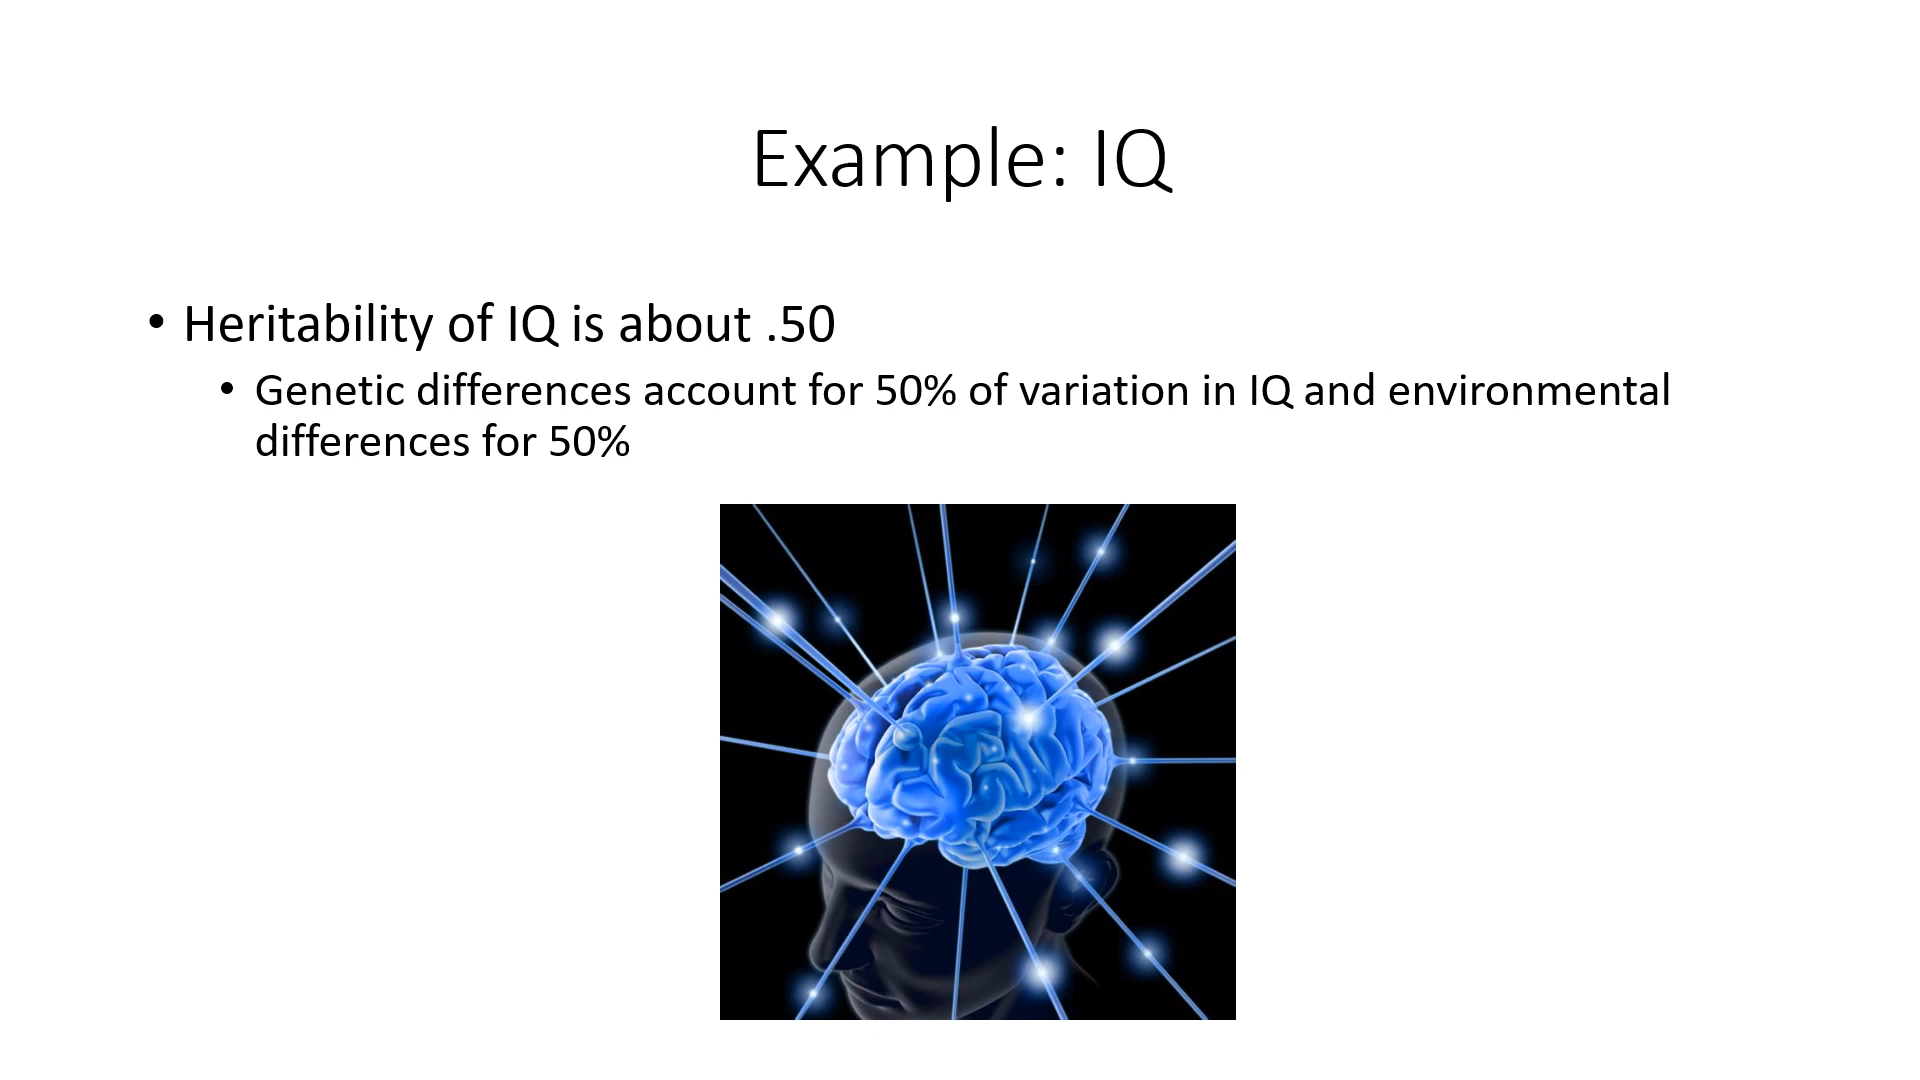 Example: IQ
• Heritability of IQ is about .50
• Genetic differences account for 50% of variation in IQ and environmental
differences for 50%